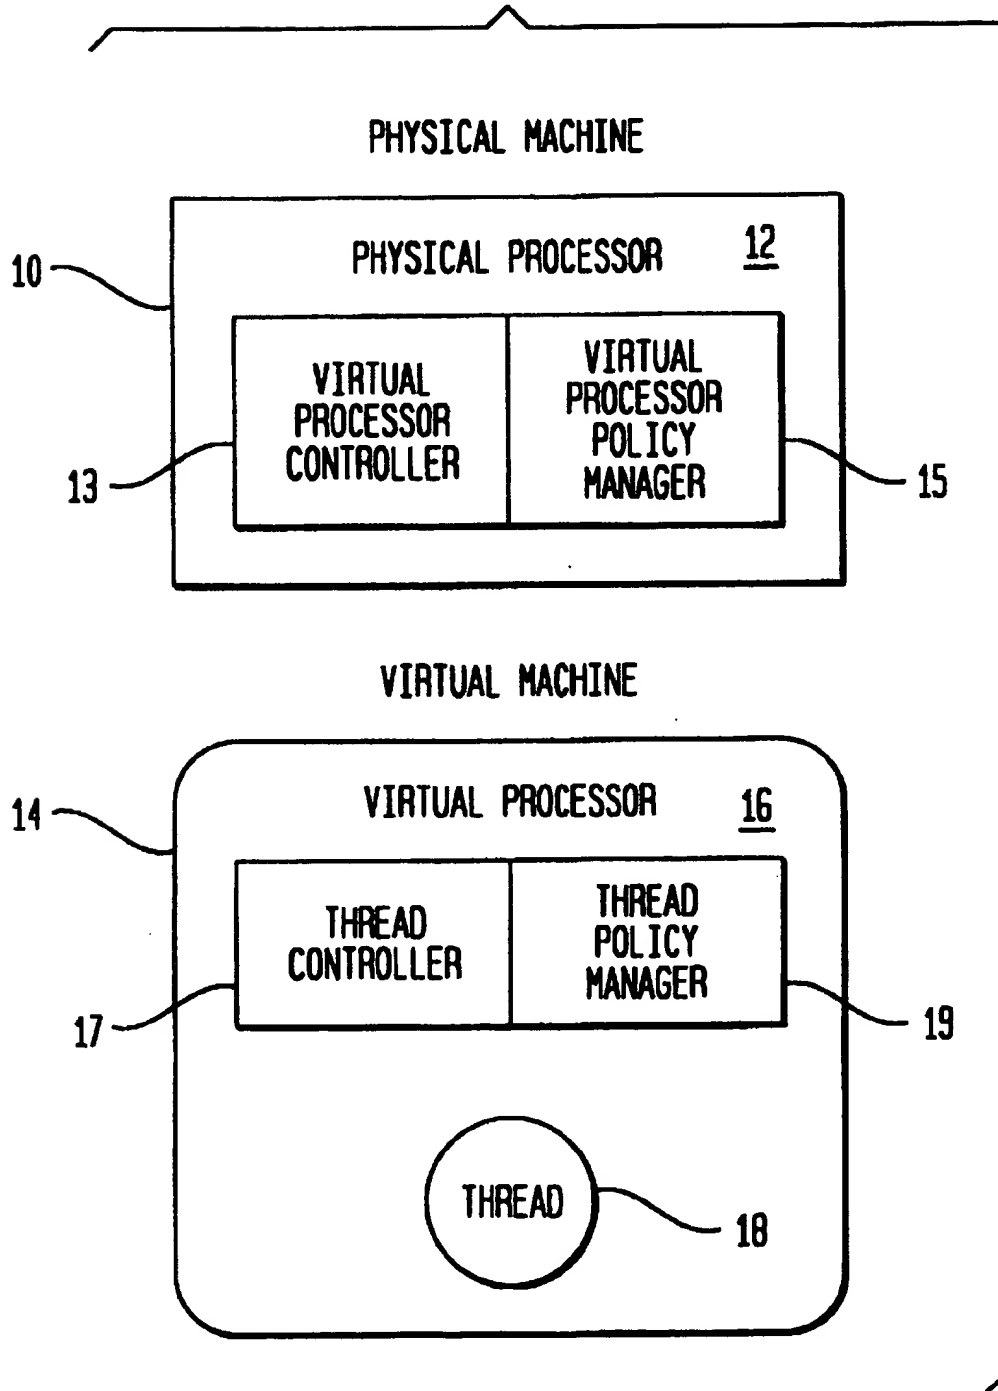 PHYSICAL MACHINE
PHYSICAL PROCESSOR
12
10
VIRTUAL
PROCESSOR
CONTROLLER
VIRTUAL
PROCESSOR
POLICY
MANAGER
13
15
VIRTUAL MACHINE
VIRTUAL PROCESSOR
16
14
THREAD
CONTROLLER
THREAD
POLICY
MANAGER
17
19
THREAD
18